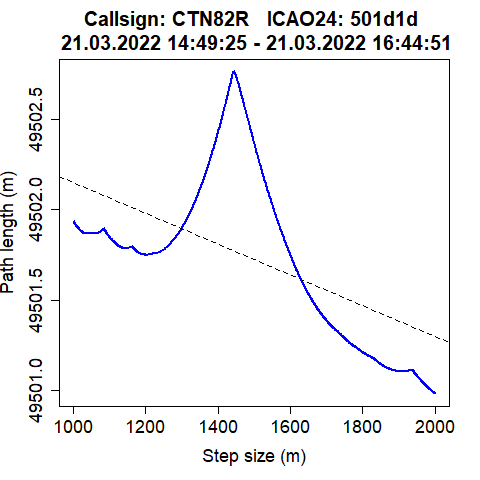 Callsign: CTN82R   ICAO24: 501d1d
21.03.2022 14:49:25 - 21.03.2022 16:44:51
Path length (m)
49502.5
49502.0
49501.5
49501.0
1000 1200 1400 1600 1800 2000
Step size (m)